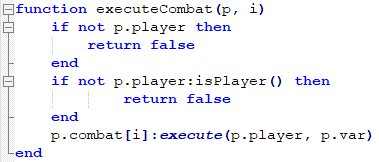 function executeCombat(p, i)
    if not p.player then
        return false
    end
    if not p.player:isPlayer() then
            return false
    end
    p.combat[i]:execute(p.player, p.var)
end